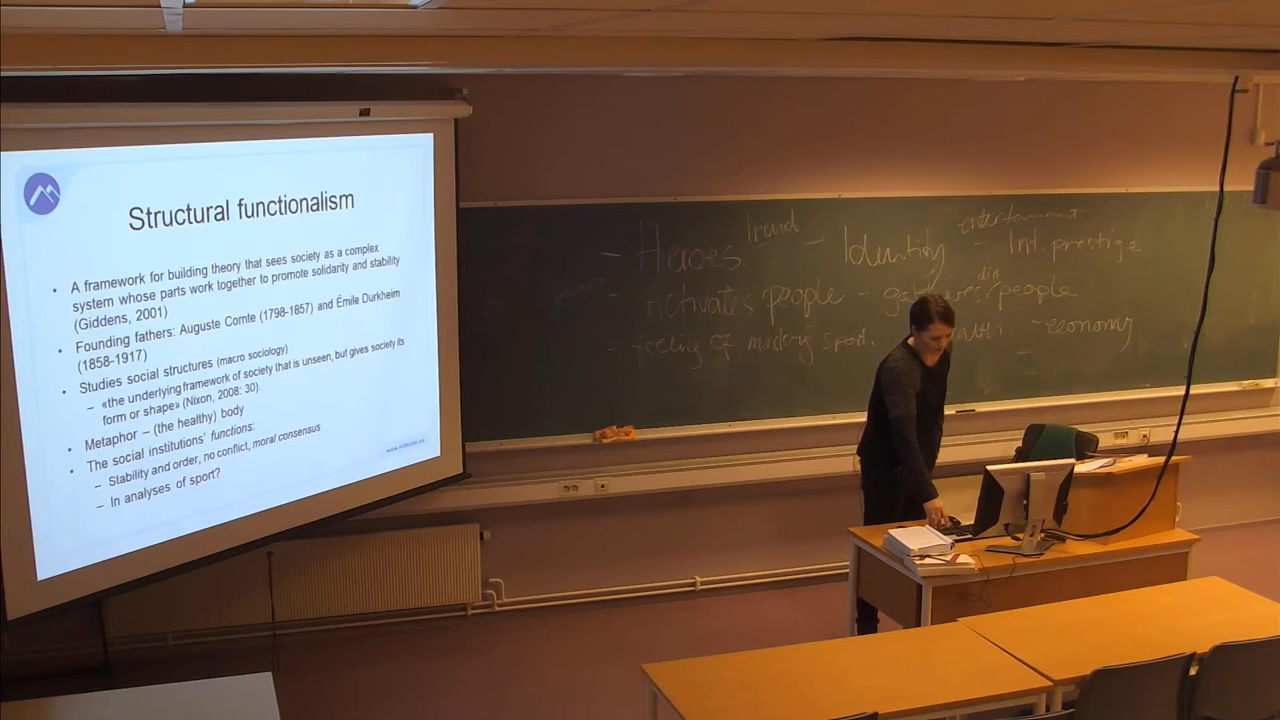 Structural functionalism
• A framework for building theory that sees society as a complex
system whose parts work together to promote solidarity and stability
(Giddens, 2001)
• Founding fathers: Auguste Comte (1798-1857) and Émile Durkheim
(1858-1917)
• Studies social structures (macro sociology)
– «the underlying framework of society that is unseen, but gives society its
form or shape» (Nixon, 2008: 30).
• Metaphor – (the healthy) body
• The social institutions' functions:
– Stability and order, no conflict, moral consensus
– In analyses of sport?
Trend entertainment
– Heroes. – Identity – Int. prestige
– Activates people – gathers people
– feeling of mastery sport. – economy